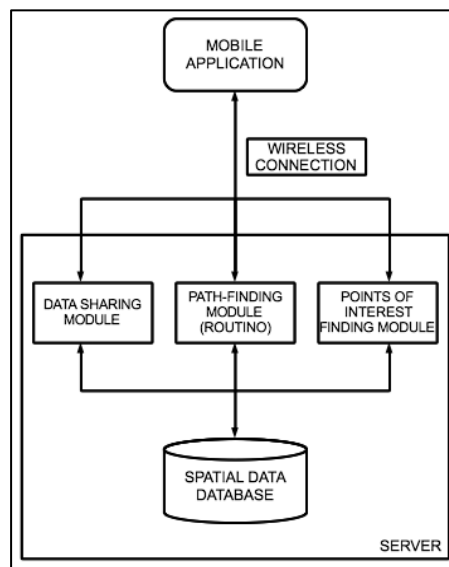 MOBILE
APPLICATION
WIRELESS
CONNECTION
DATA SHARING
MODULE
PATH-FINDING
MODULE
(ROUTINO)
POINTS OF
INTEREST
FINDING MODULE
SPATIAL DATA
DATABASE
SERVER